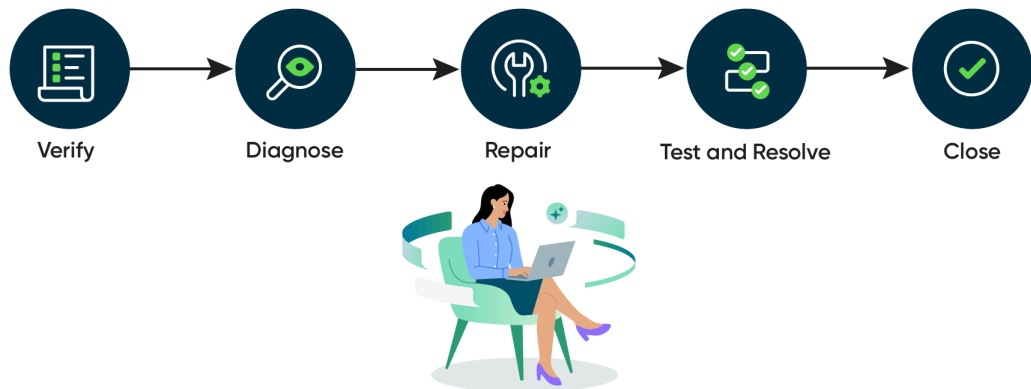 Verify
Diagnose
Repair
Test and Resolve
Close